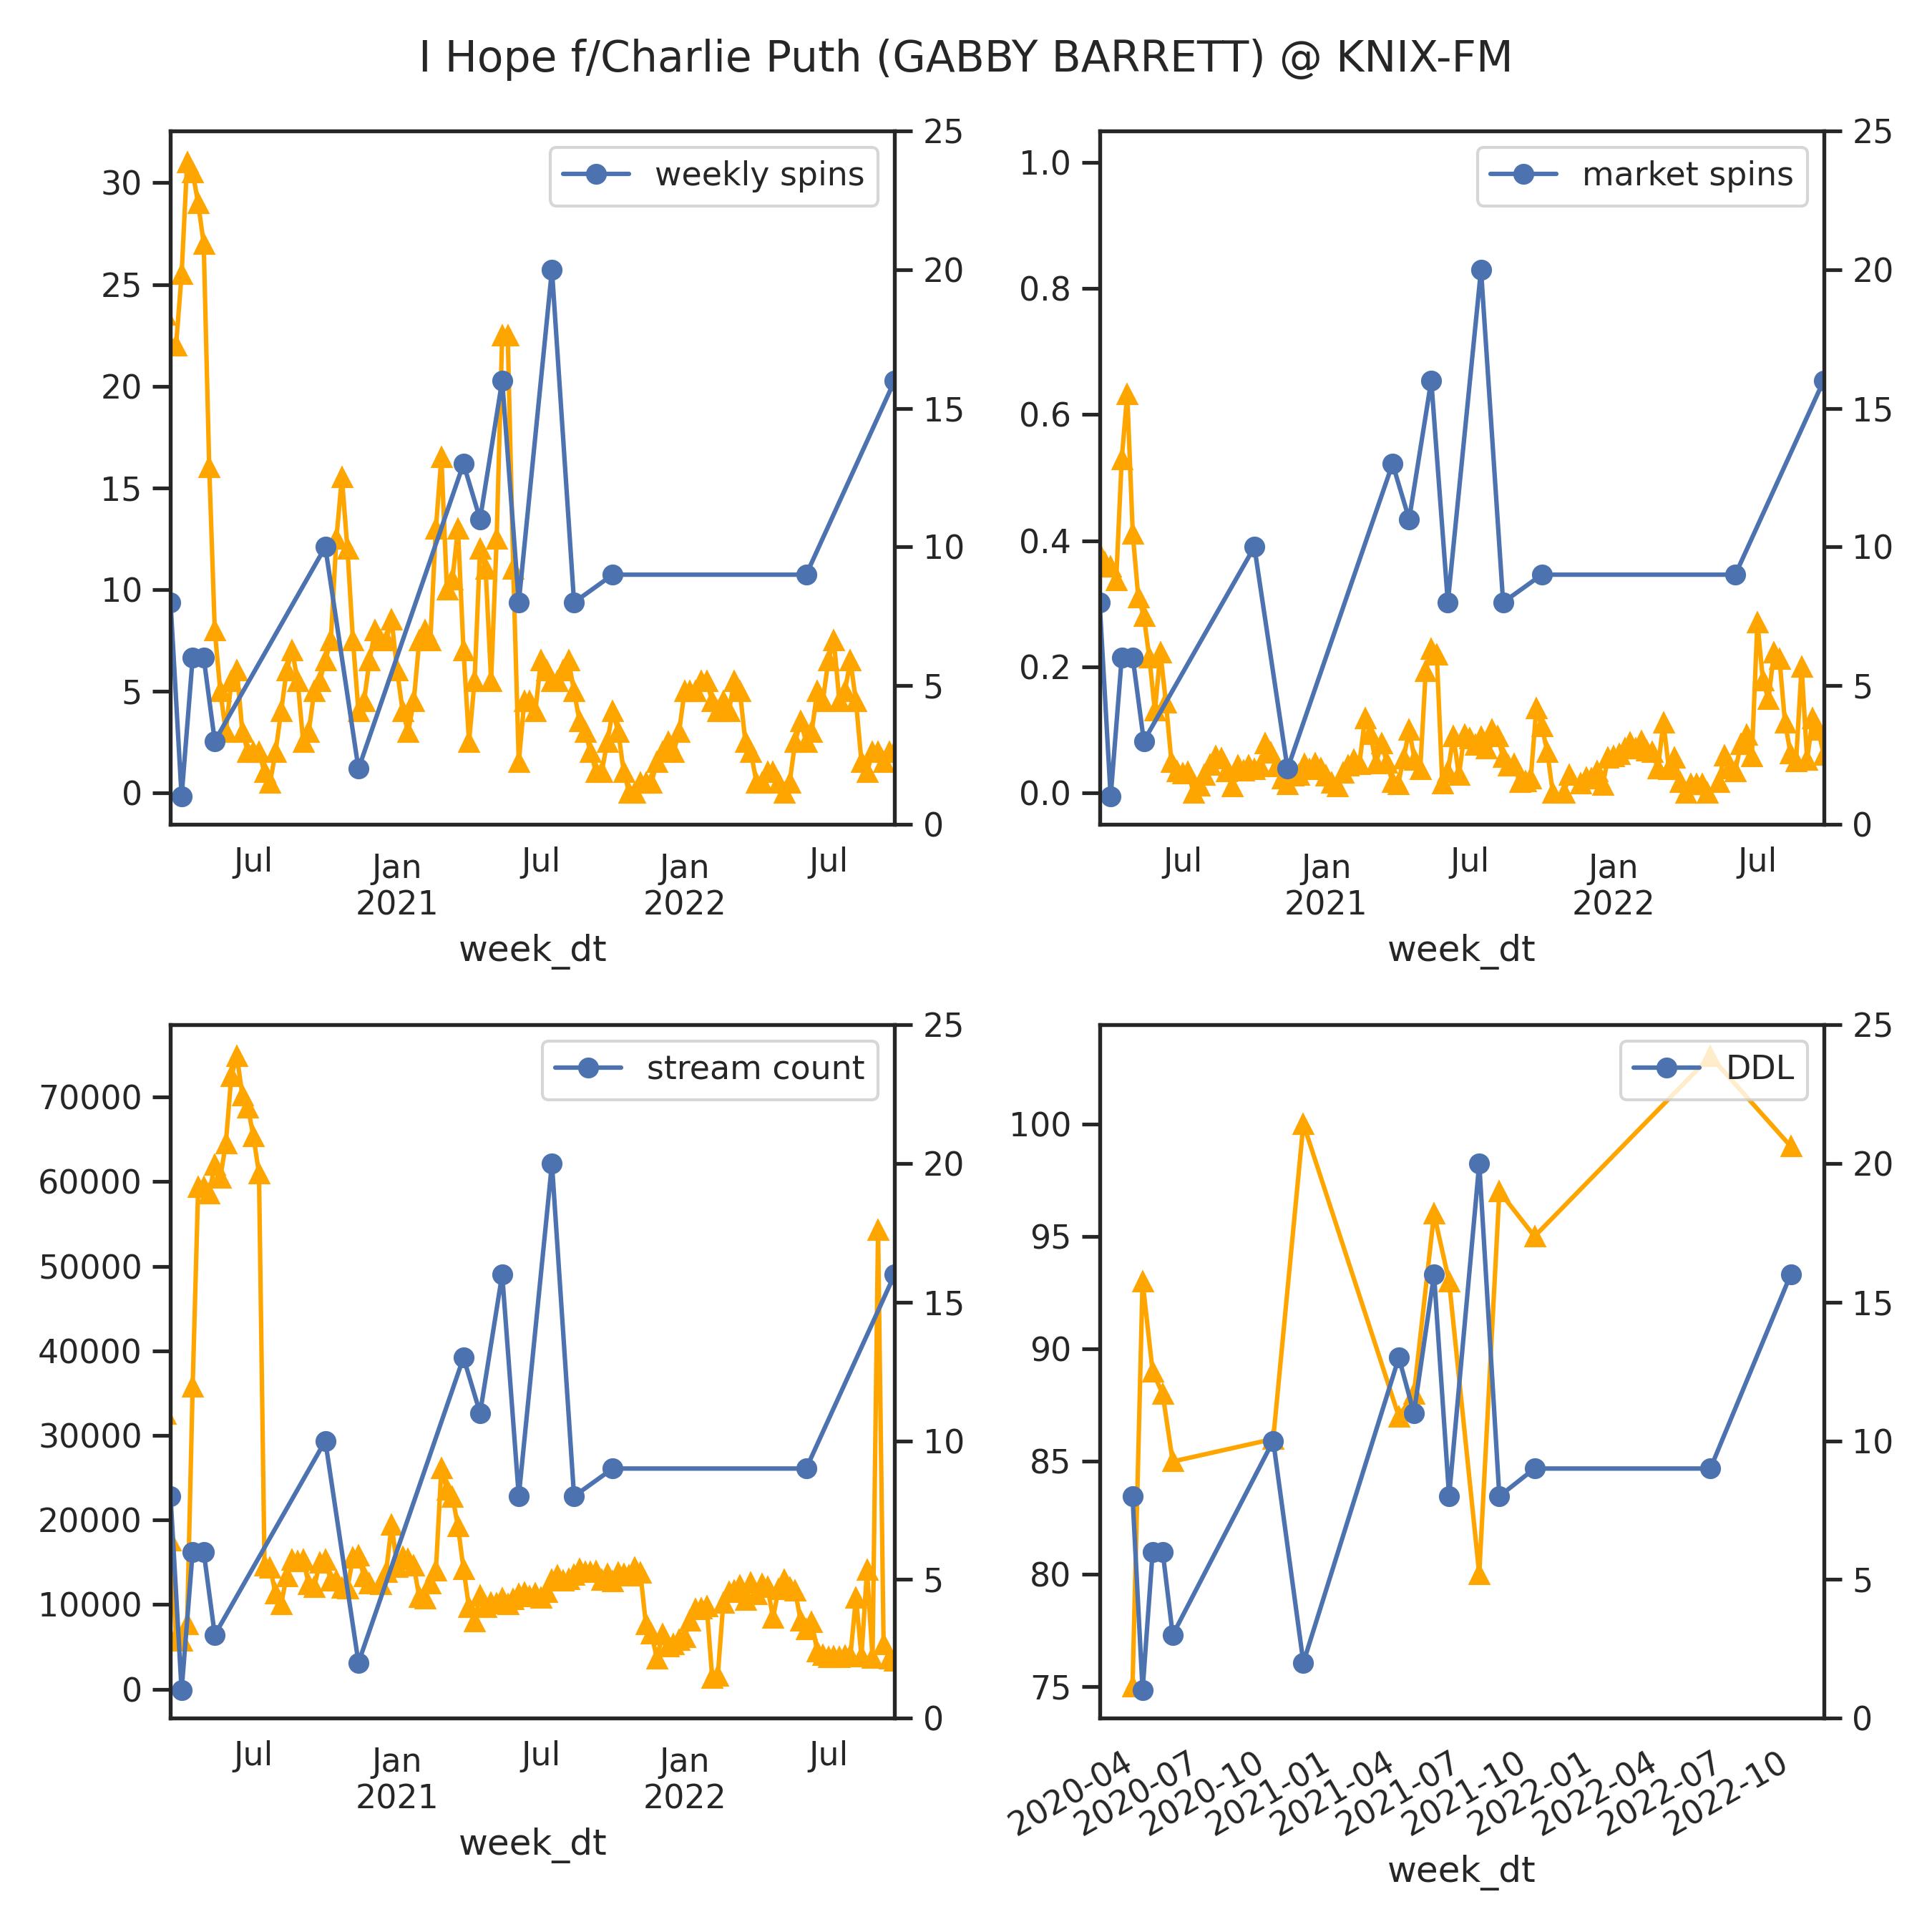 I Hope f/Charlie Puth (GABBY BARRETT) @ KNIX-FM
weekly spins
30
25
20
15
10
5
0
25
20
15
10
5
0
Jul
Jan
2021
Jul
Jan
2022
Jul
week_dt
market spins
1.0
0.8
0.6
0.4
0.2
0.0
25
20
15
10
5
0
Jul
Jan
2021
Jul
Jan
2022
Jul
week_dt
stream count
70000
60000
50000
40000
30000
20000
10000
0
25
20
15
10
5
0
Jul
Jan
2021
Jul
Jan
2022
Jul
week_dt
DDL
100
95
90
85
80
75
25
20
15
10
5
0
2020-04
2020-07
2020-10
2021-01
2021-04
2021-07
2021-10
2022-01
2022-04
2022-07
2022-10
week_dt